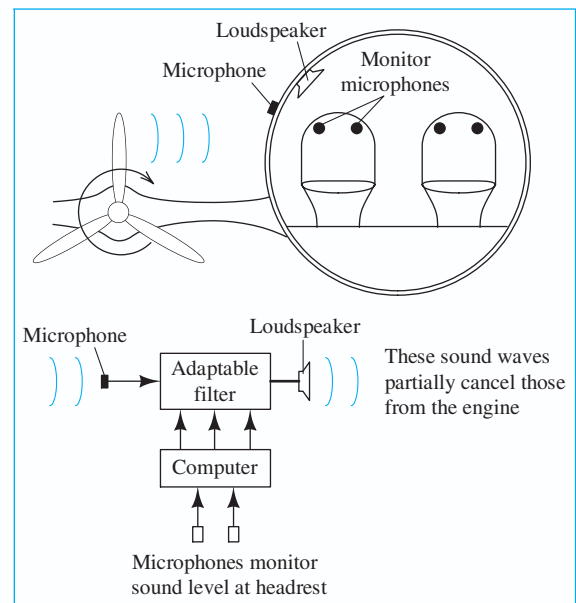 Loudspeaker
Microphone
Monitor
microphones
Microphone
Loudspeaker
Adaptable
filter
These sound waves
partially cancel those
from the engine
Computer
Microphones monitor
sound level at headrest